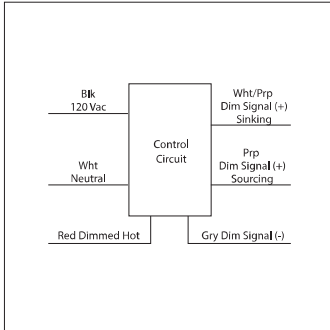 Blk
120 Vac
Wht
Neutral
Red Dimmed Hot
Control
Circuit
Wht/Prp
Dim Signal (+)
Sinking
Prp
Dim Signal (+)
Sourcing
Gry Dim Signal (-)